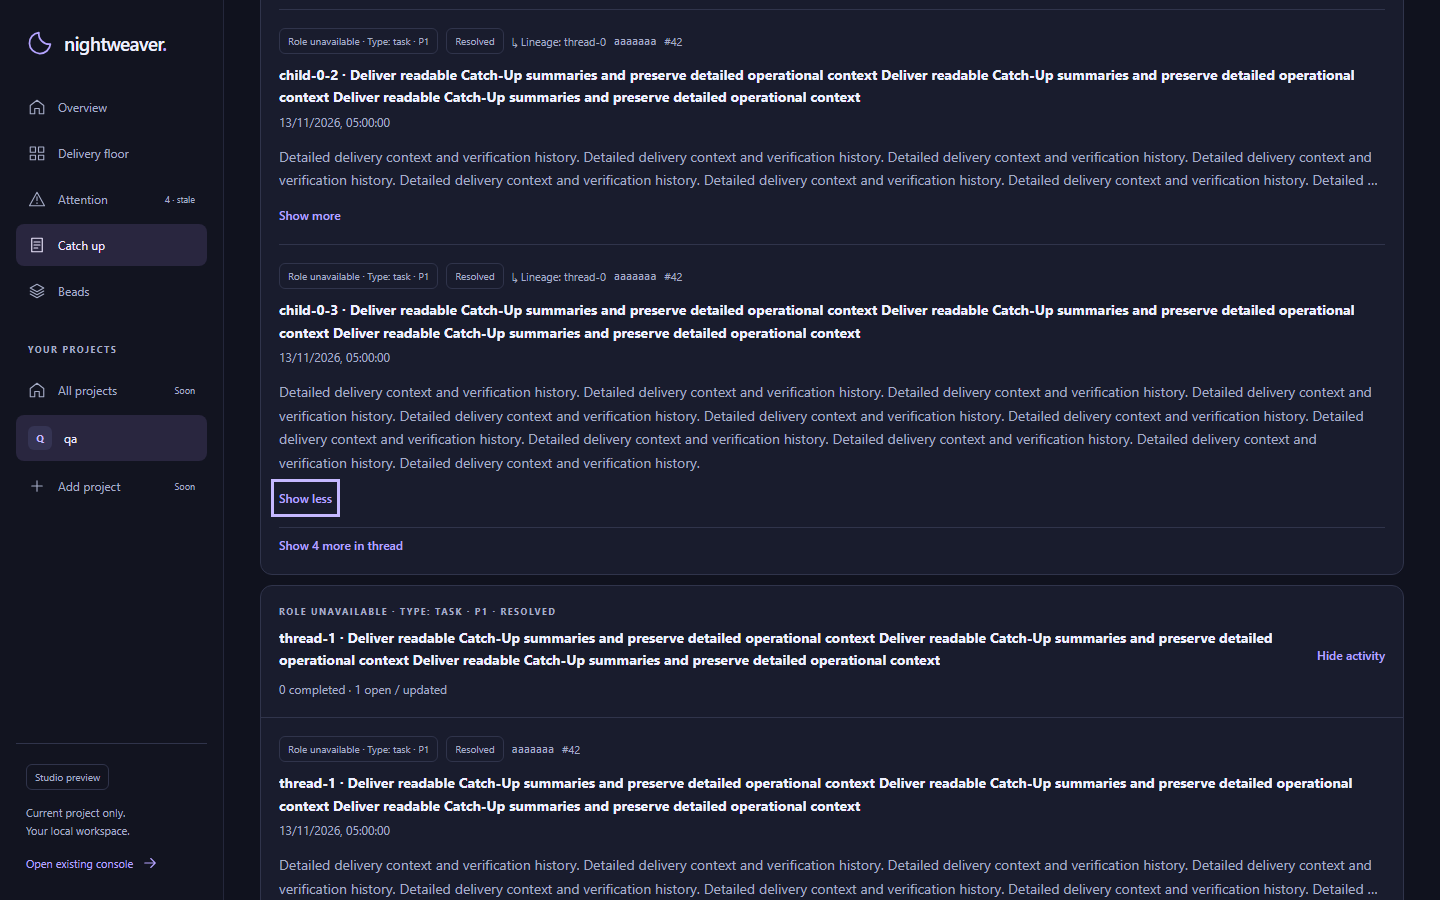 nightweaver.
Overview
Delivery floor
Attention 4 · stale
Catch up
Beads
YOUR PROJECTS
All projects Soon
Q qa
Add project Soon
Studio preview
Current project only.
Your local workspace.
Open existing console →
Role unavailable · Type: task · P1 Resolved ↳ Lineage: thread-0 aaaaaaa #42
child-0-2 · Deliver readable Catch-Up summaries and preserve detailed operational context Deliver readable Catch-Up summaries and preserve detailed operational
context Deliver readable Catch-Up summaries and preserve detailed operational context
13/11/2026, 05:00:00
Detailed delivery context and verification history. Detailed delivery context and verification history. Detailed delivery context and verification history. Detailed delivery context and
verification history. Detailed delivery context and verification history. Detailed delivery context and verification history. Detailed delivery context and verification history. Detailed ...
Show more
Role unavailable · Type: task · P1 Resolved ↳ Lineage: thread-0 aaaaaaa #42
child-0-3 · Deliver readable Catch-Up summaries and preserve detailed operational context Deliver readable Catch-Up summaries and preserve detailed operational
context Deliver readable Catch-Up summaries and preserve detailed operational context
13/11/2026, 05:00:00
Detailed delivery context and verification history. Detailed delivery context and verification history. Detailed delivery context and verification history. Detailed delivery context and
verification history. Detailed delivery context and verification history. Detailed delivery context and verification history. Detailed delivery context and verification history. Detailed
delivery context and verification history. Detailed delivery context and verification history. Detailed delivery context and verification history. Detailed delivery context and
verification history. Detailed delivery context and verification history.
Show less
Show 4 more in thread
ROLE UNAVAILABLE · TYPE: TASK · P1 · RESOLVED
thread-1 · Deliver readable Catch-Up summaries and preserve detailed operational context Deliver readable Catch-Up summaries and preserve detailed
operational context Deliver readable Catch-Up summaries and preserve detailed operational context
Hide activity
0 completed · 1 open / updated
Role unavailable · Type: task · P1 Resolved aaaaaaa #42
thread-1 · Deliver readable Catch-Up summaries and preserve detailed operational context Deliver readable Catch-Up summaries and preserve detailed operational
context Deliver readable Catch-Up summaries and preserve detailed operational context
13/11/2026, 05:00:00
Detailed delivery context and verification history. Detailed delivery context and verification history. Detailed delivery context and verification history. Detailed delivery context and
verification history. Detailed delivery context and verification history. Detailed delivery context and verification history. Detailed delivery context and verification history. Detailed ...